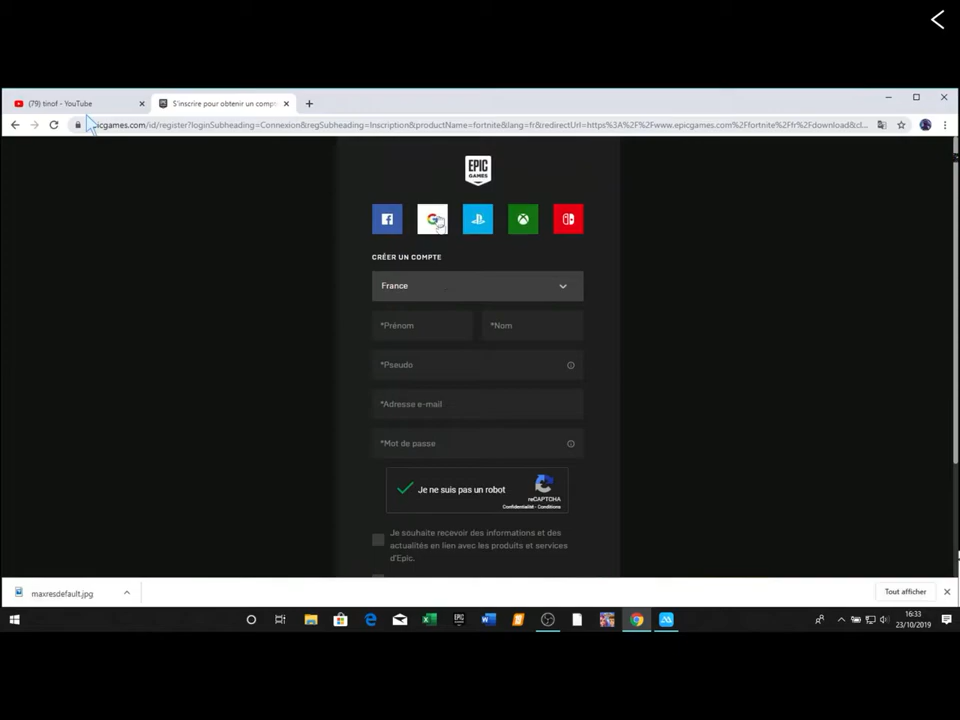 (79) tinof - YouTube
S'inscrire pour obtenir un compt
epicgames.com/id/register?loginSubheading=Connexion&regSubheading=Inscription&productName=fortnite&lang=fr&redirectUrl=https%3A%2F%2Fwww.epicgames.com%2Ffortnite%2Ffr%2Fdownload&cl...
EPIC
GAMES
CRÉER UN COMPTE
France
*Prénom
*Nom
*Pseudo
*Adresse e-mail
*Mot de passe
Je ne suis pas un robot
reCAPTCHA
Confidentialité - Conditions
Je souhaite recevoir des informations et des
actualités en lien avec les produits et services
d'Epic.
maxresdefault.jpg
Tout afficher
16:33
23/10/2019